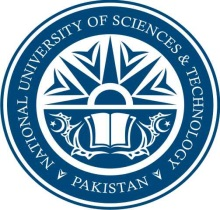 NATIONAL UNIVERSITY OF SCIENCES & TECHNOLOGY
PAKISTAN